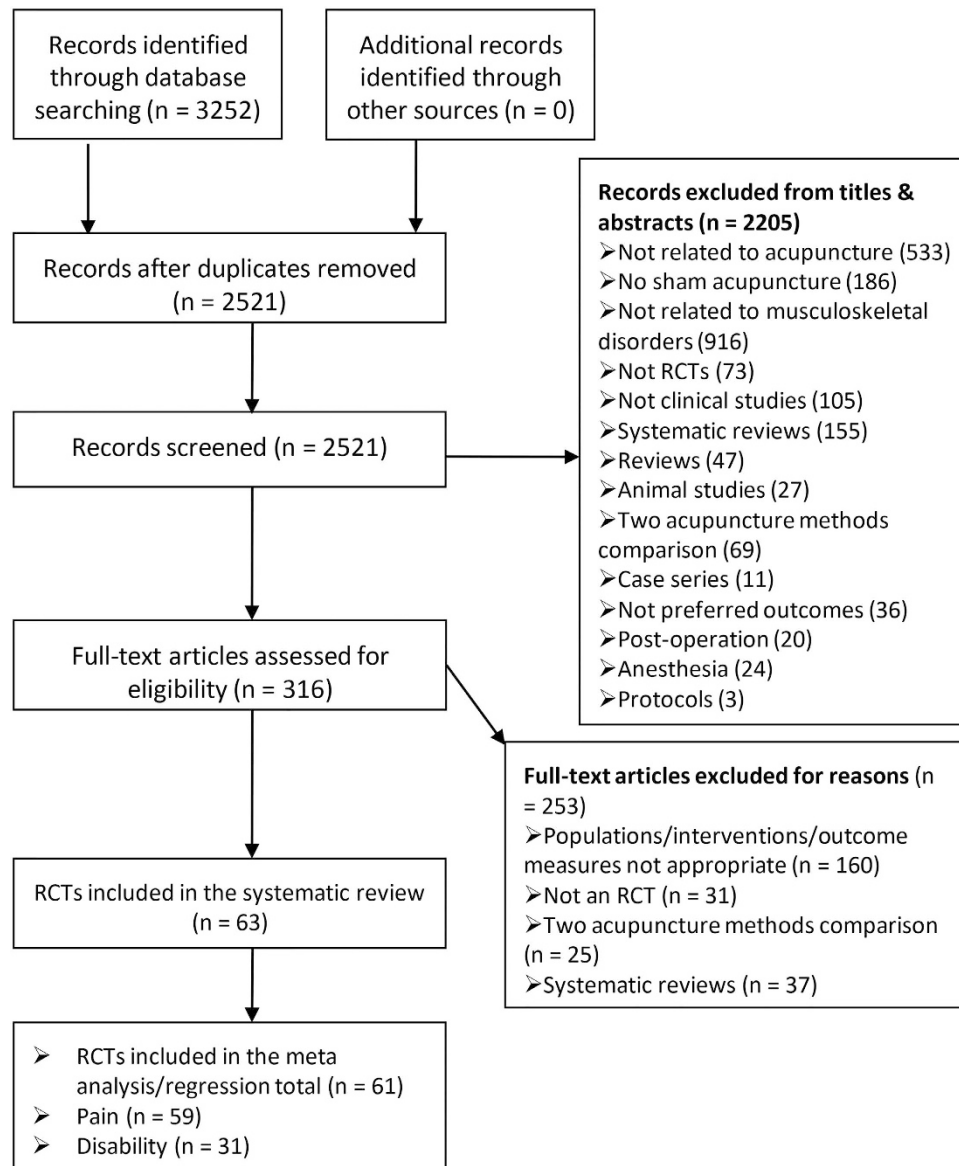 Records identified
through database
searching (n = 3252)
Additional records
identified through
other sources (n = 0)
Records excluded from titles &
abstracts (n = 2205)
➢Not related to acupuncture (533)
➢No sham acupuncture (186)
➢Not related to musculoskeletal
disorders (916)
➢Not RCTs (73)
➢Not clinical studies (105)
➢Systematic reviews (155)
➢Reviews (47)
➢Animal studies (27)
➢Two acupuncture methods
comparison (69)
➢Case series (11)
➢Not preferred outcomes (36)
➢Post-operation (20)
➢Anesthesia (24)
➢Protocols (3)
Records after duplicates removed
(n = 2521)
Records screened (n = 2521)
Full-text articles assessed for
eligibility (n = 316)
Full-text articles excluded for reasons (n
= 253)
➢Populations/interventions/outcome
measures not appropriate (n = 160)
➢Not an RCT (n = 31)
➢Two acupuncture methods comparison
(n = 25)
➢Systematic reviews (n = 37)
RCTs included in the systematic review
(n = 63)
➢ RCTs included in the meta
analysis/regression total (n = 61)
➢ Pain (n = 59)
➢ Disability (n = 31)